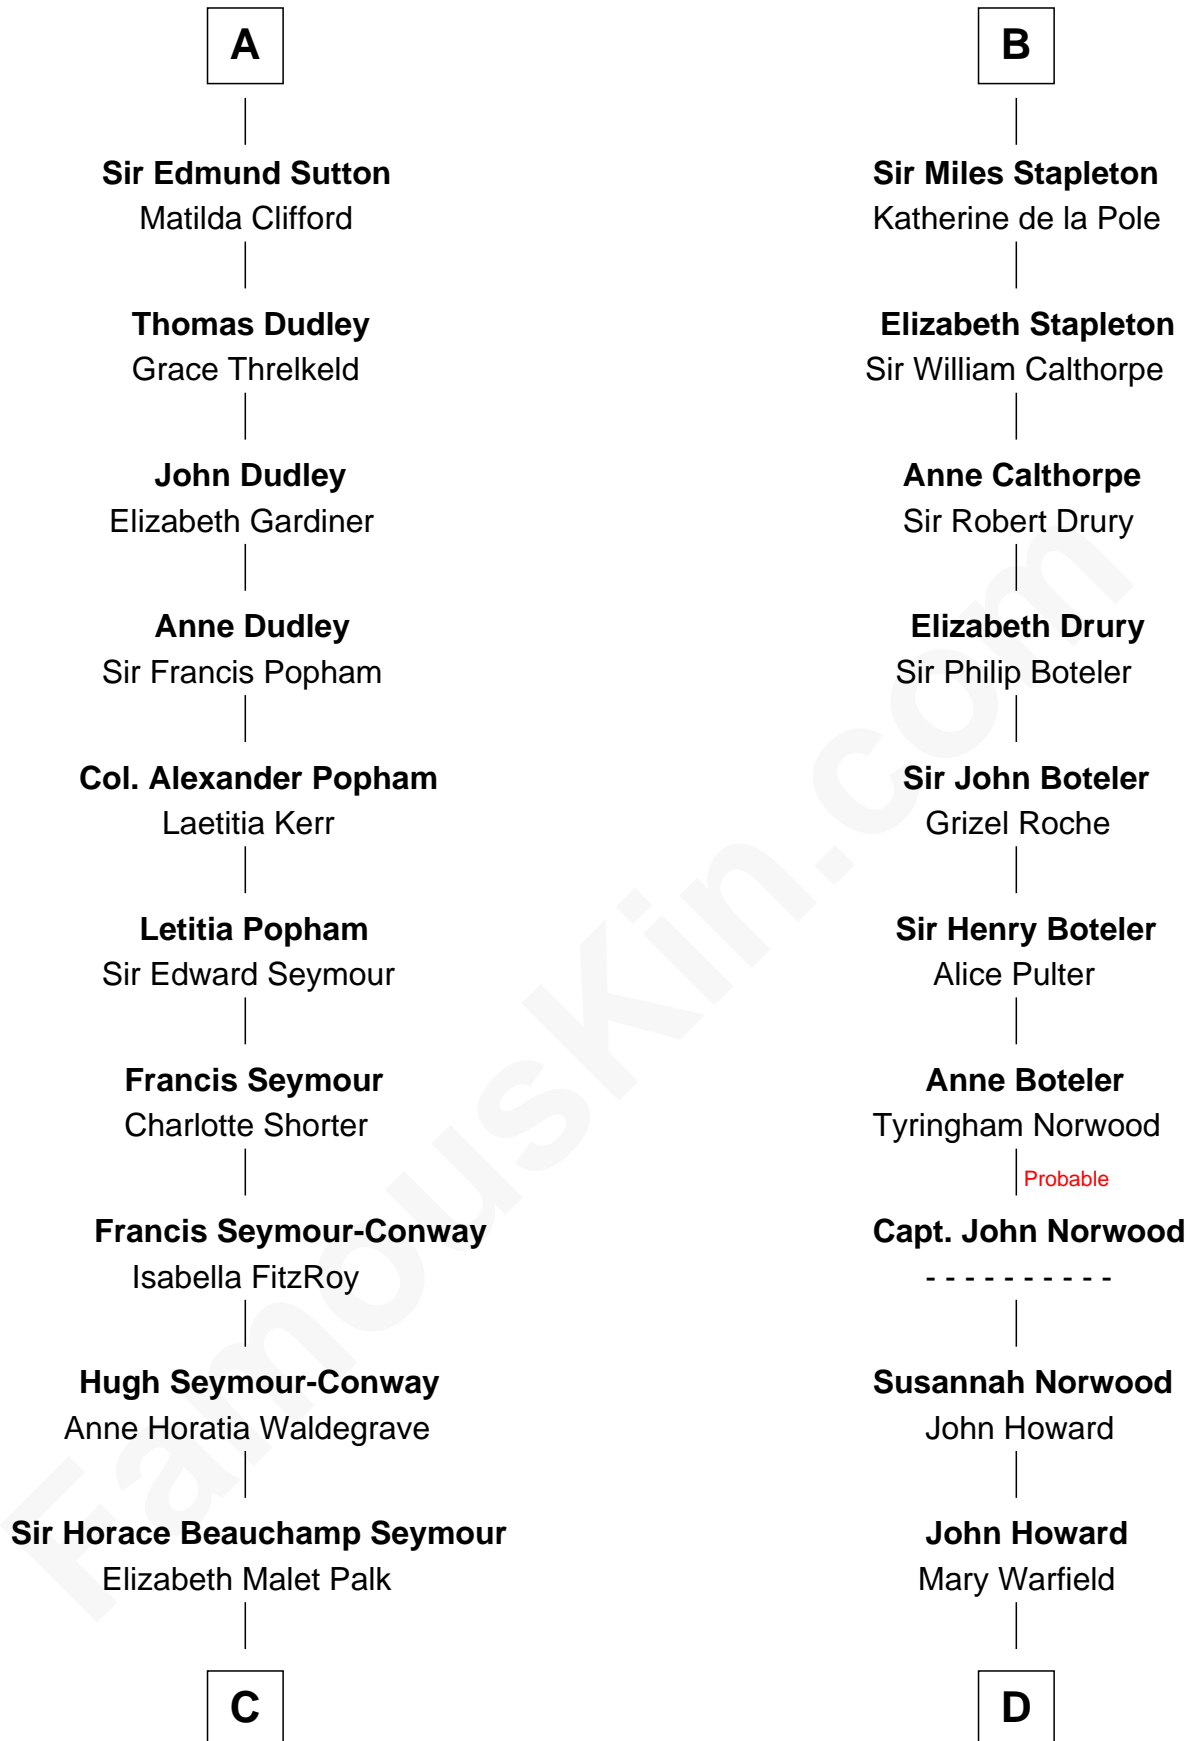 A
Sir Edmund Sutton
Matilda Clifford
Thomas Dudley
Grace Threlkeld
John Dudley
Elizabeth Gardiner
Anne Dudley
Sir Francis Popham
Col. Alexander Popham
Laetitia Kerr
Letitia Popham
Sir Edward Seymour
Francis Seymour
Charlotte Shorter
Francis Seymour-Conway
Isabella FitzRoy
Hugh Seymour-Conway
Anne Horatia Waldegrave
Sir Horace Beauchamp Seymour
Elizabeth Malet Palk
C
B
Sir Miles Stapleton
Katherine de la Pole
Elizabeth Stapleton
Sir William Calthorpe
Anne Calthorpe
Sir Robert Drury
Elizabeth Drury
Sir Philip Boteler
Sir John Boteler
Grizel Roche
Sir Henry Boteler
Alice Pulter
Anne Boteler
Tyringham Norwood
Probable
Capt. John Norwood
- - - - - - - - - -
Susannah Norwood
John Howard
John Howard
Mary Warfield
D
FamousKin.com